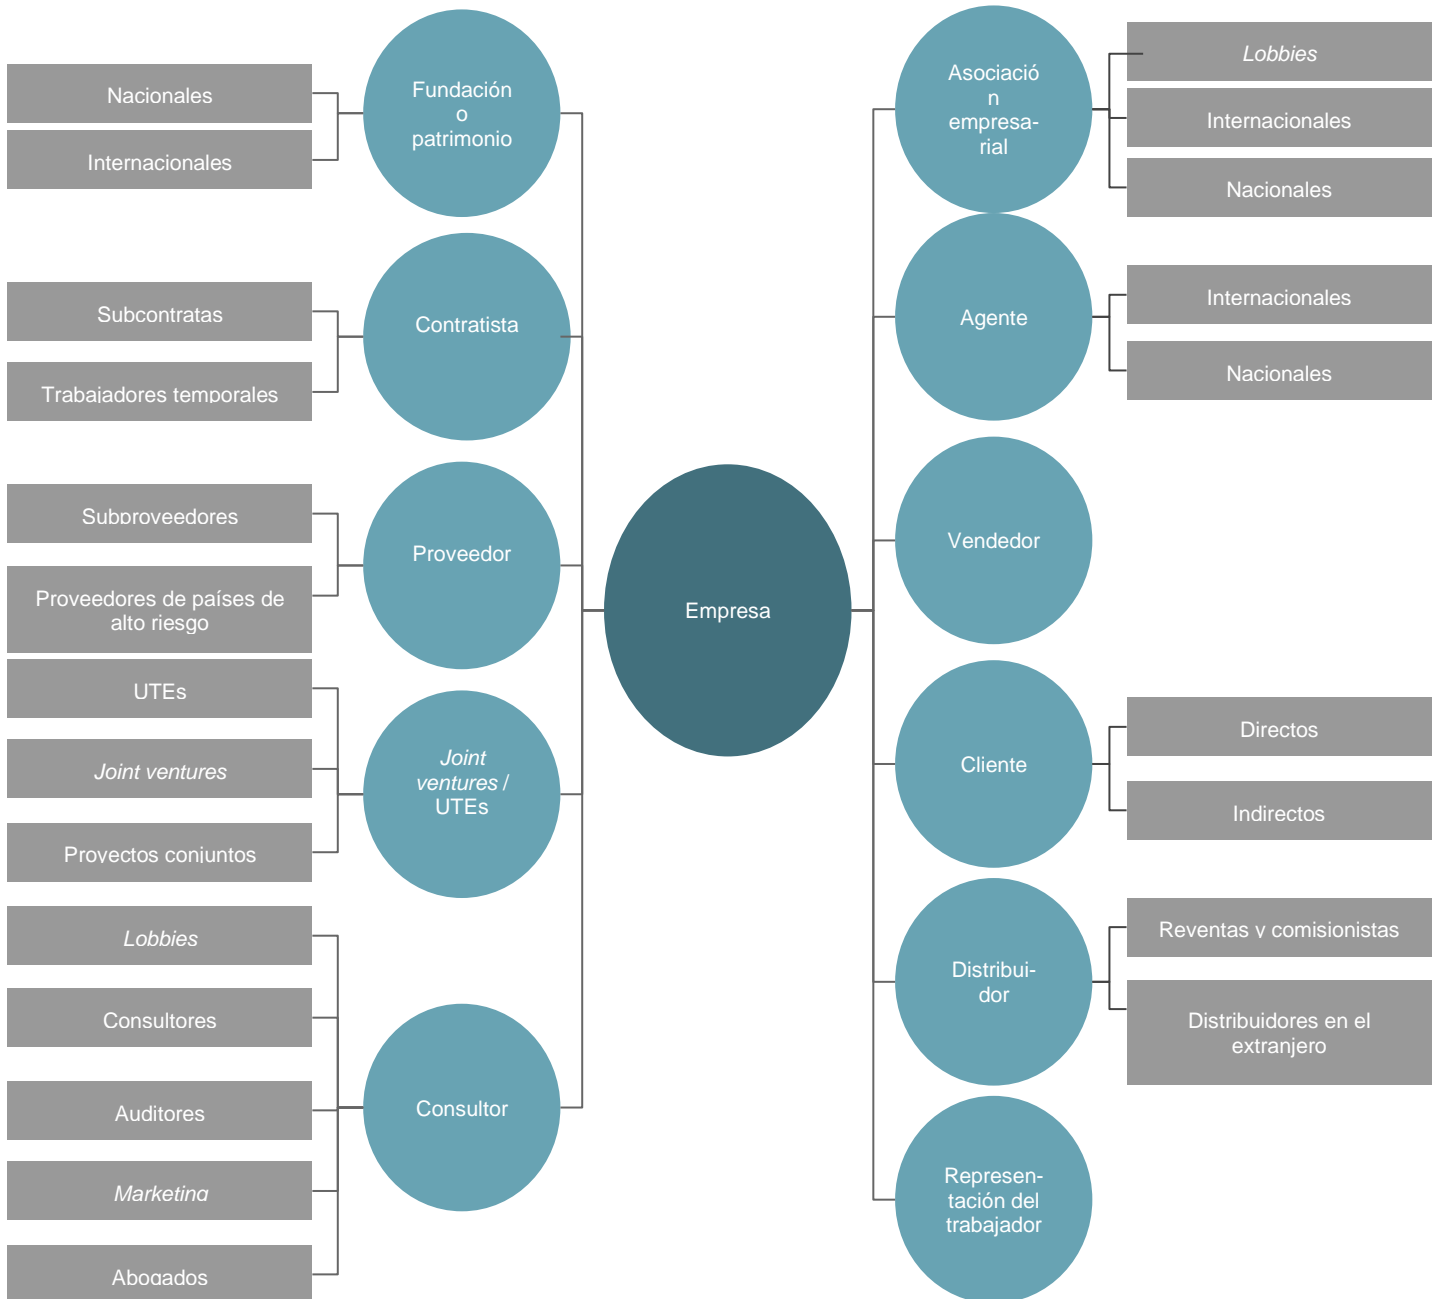 Nacionales
Internacionales
Fundación
o
patrimonio
Subcontratas
Trabajadores temporales
Contratista
Subproveedores
Proveedores de países de
alto riesgo
Proveedor
UTEs
Joint ventures
Proyectos conjuntos
Joint
ventures /
UTEs
Lobbies
Consultores
Auditores
Marketing
Abogados
Consultor
Empresa
Asociació
n
empresa-
rial
Lobbies
Internacionales
Nacionales
Agente
Internacionales
Nacionales
Vendedor
Cliente
Directos
Indirectos
Distribui-
dor
Reventas y comisionistas
Distribuidores en el
extranjero
Represen-
tación del
trabajador